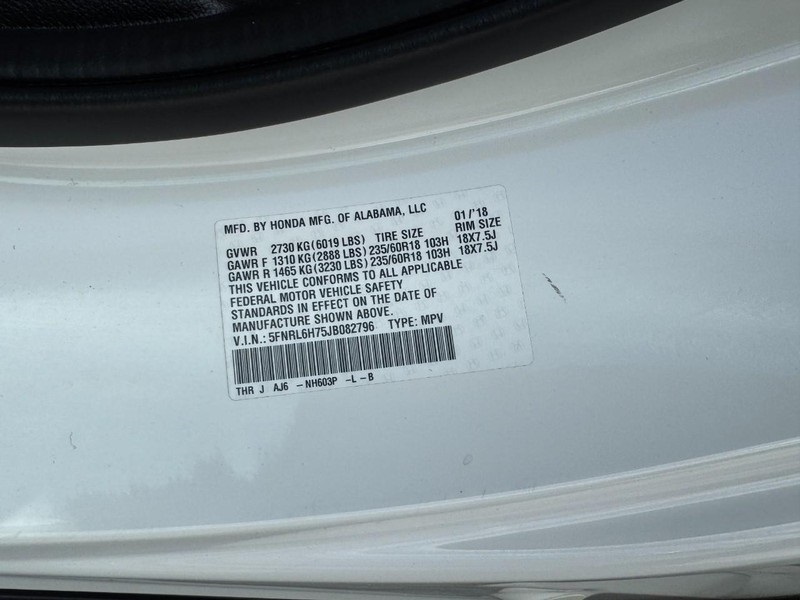 MFD. BY HONDA MFG. OF ALABAMA, LLC 01/'18
GVWR 2730 KG(6019 LBS) TIRE SIZE RIM SIZE
GAWR F 1310 KG(2888 LBS) 235/60R18 103H 18X7.5J
GAWR R 1465 KG(3230 LBS) 235/60R18 103H 18X7.5J
THIS VEHICLE CONFORMS TO ALL APPLICABLE
FEDERAL MOTOR VEHICLE SAFETY
STANDARDS IN EFFECT ON THE DATE OF
MANUFACTURE SHOWN ABOVE.
V.I.N.: 5FNRL6H75JB082796 TYPE: MPV
THR J AJ6 -NH603P -L-B